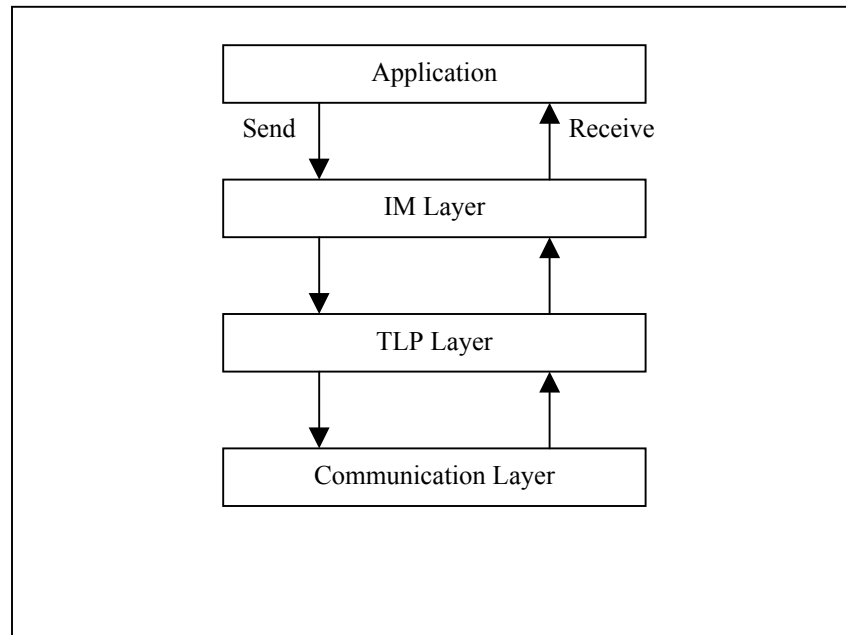 Application
Send
Receive
IM Layer
TLP Layer
Communication Layer